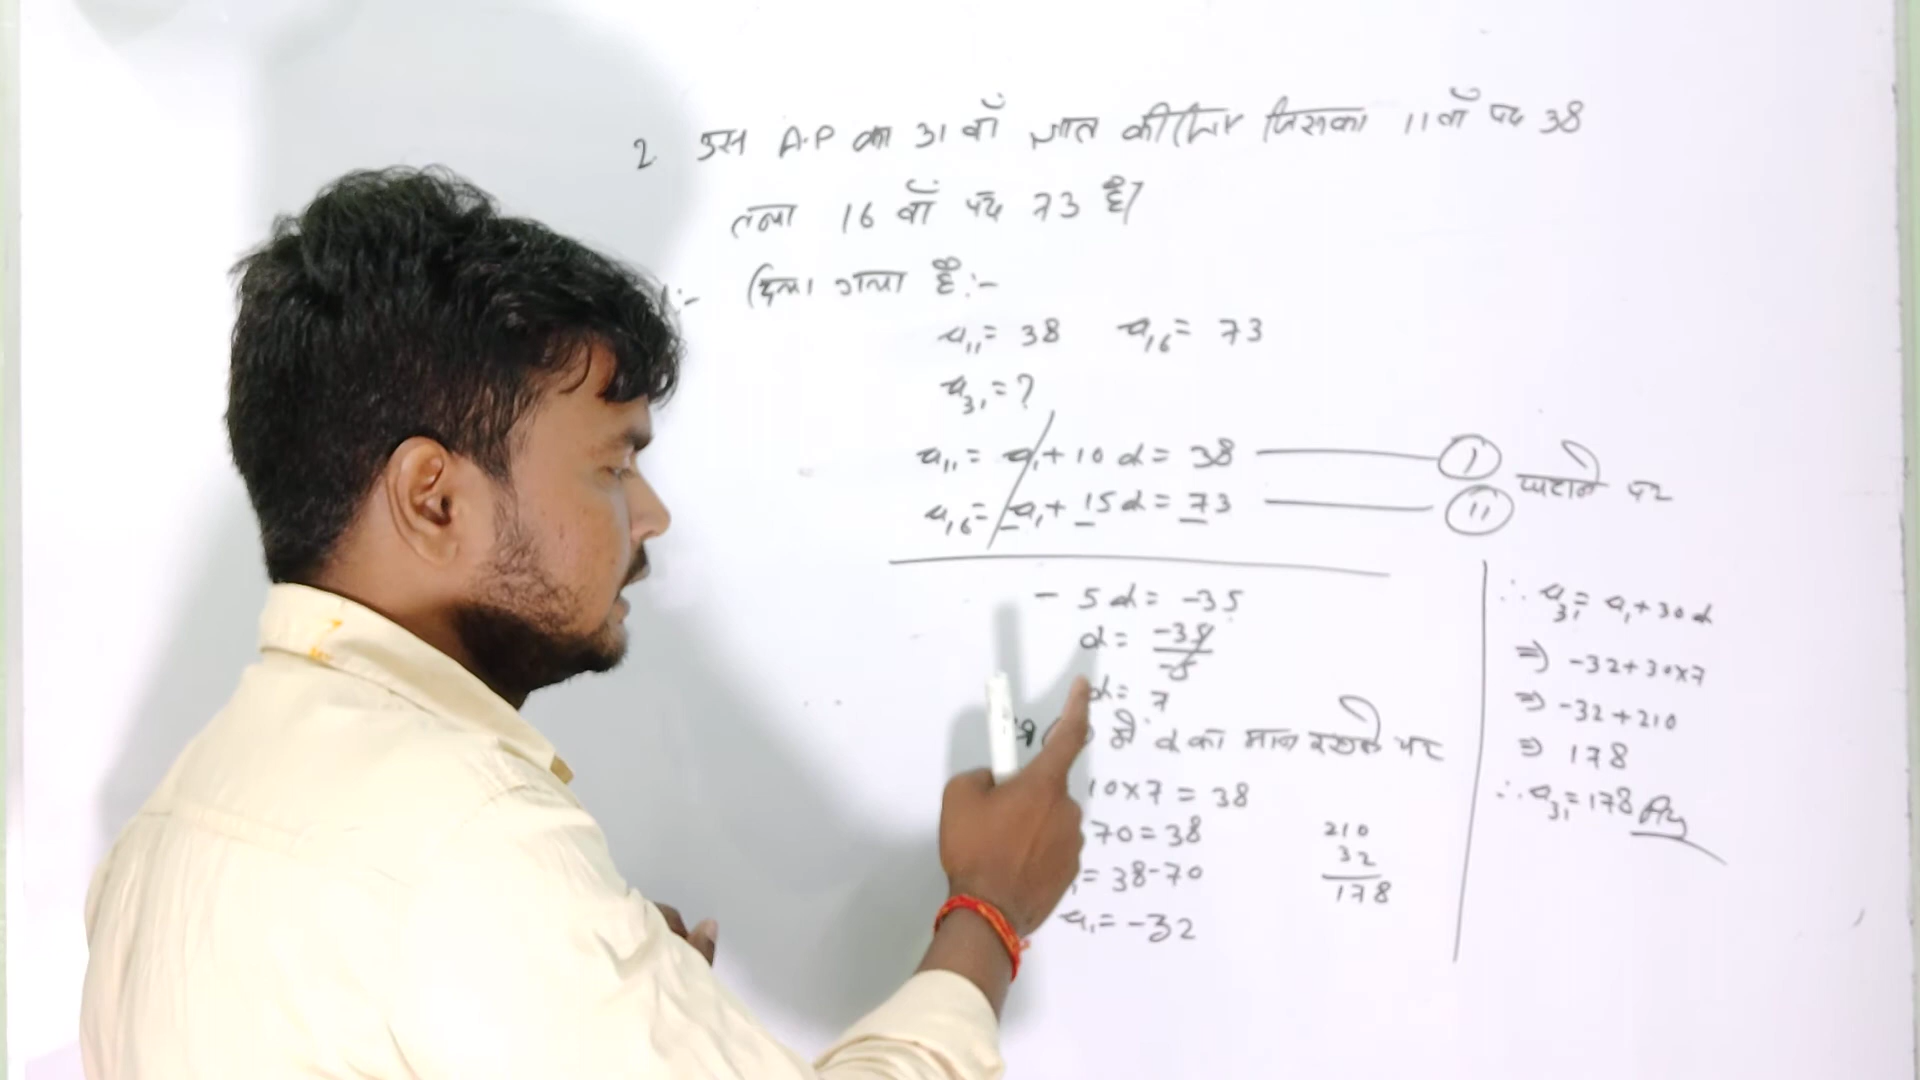 2. उस A.P का 31 वाँ ज्ञात कीजिए जिसका 11वाँ पद 38
तथा 16 वाँ पद 73 है।
:- दिया गया है:-
a₁₁ = 38 a₁₆ = 73
a₃₁ = ?
a₁₁ = a₁ + 10d = 38 (i)
a₁₆ = a₁ + 15d = 73 (ii)
घटाने पर
- 5d = -35
d = -35/-5
d = 7
में d का मान रखने पर
10×7 = 38
70 = 38
= 38-70
a₁ = -32
210
32
178
∴ a₃₁ = a₁ + 30d
⇒ -32+30×7
⇒ -32+210
⇒ 178
∴ a₃₁ = 178 Ans